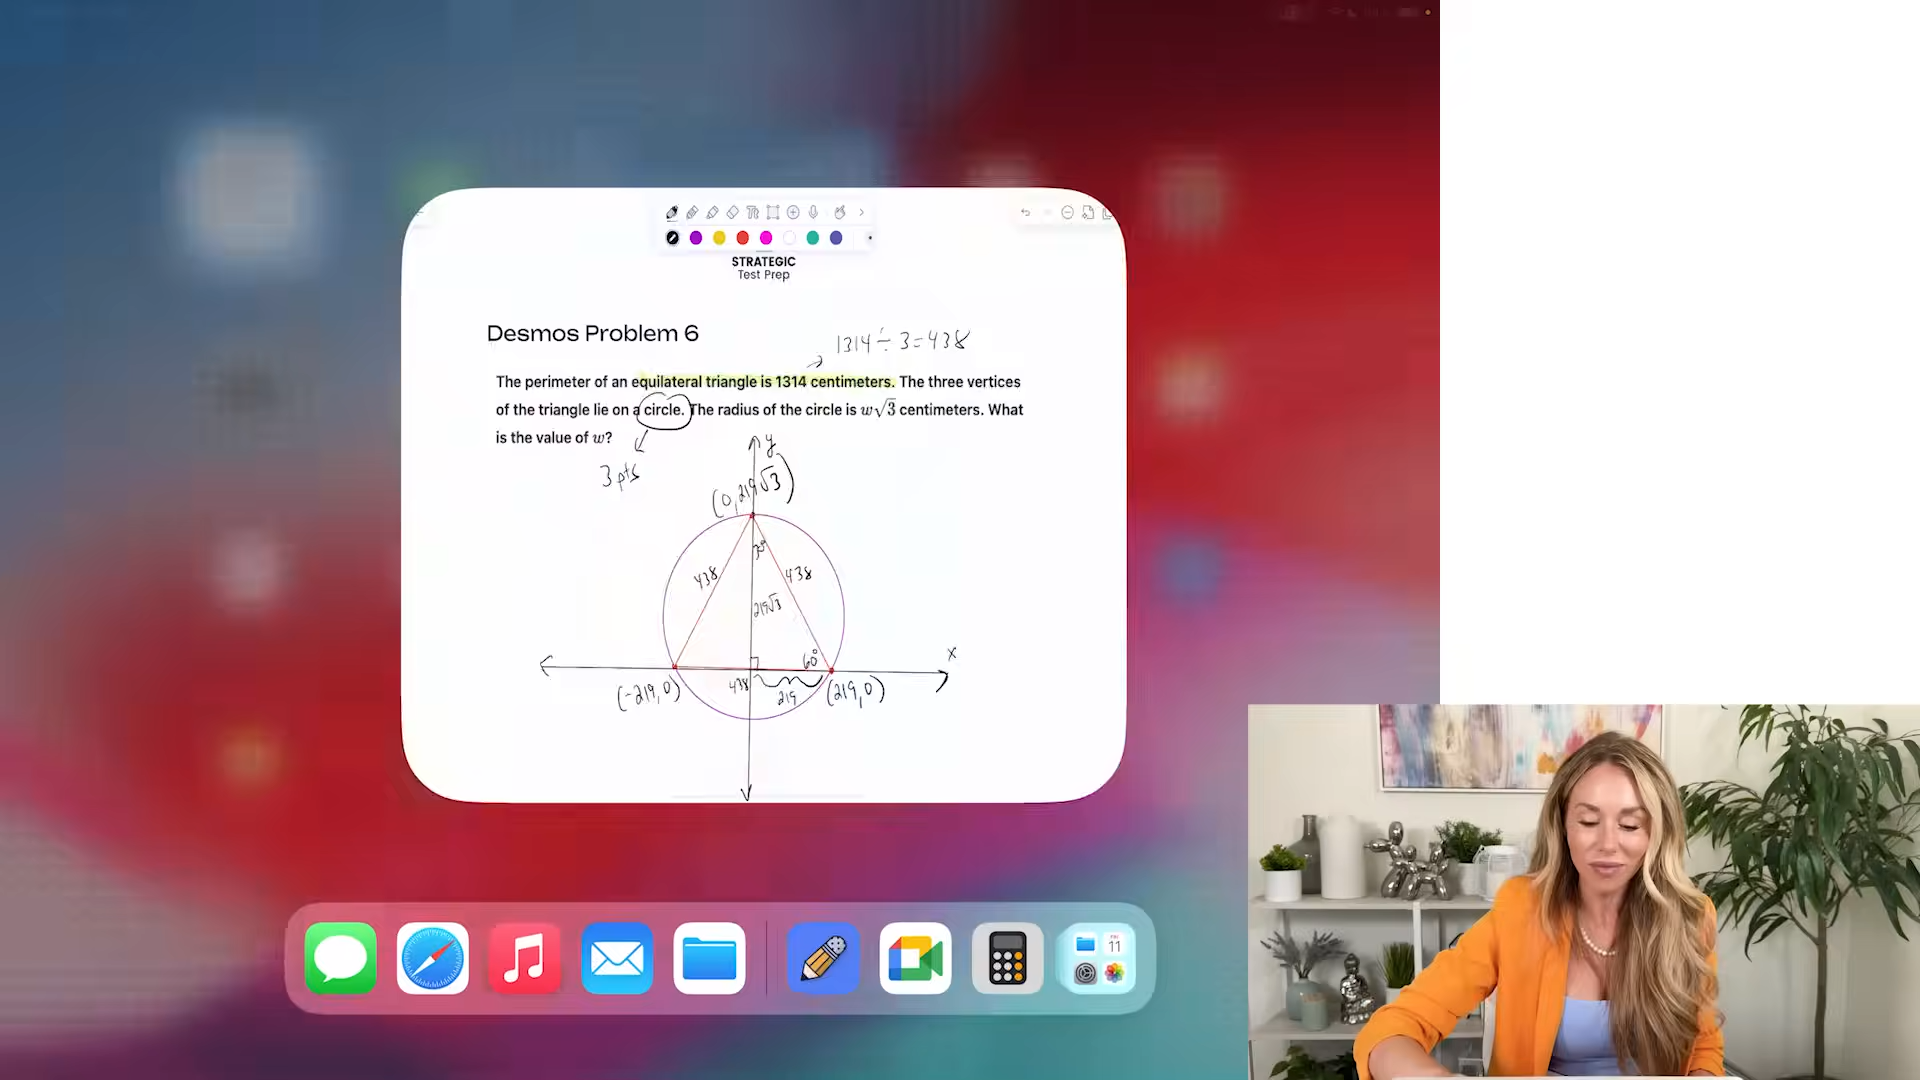 STRATEGIC
Test Prep
Desmos Problem 6
1314 ÷ 3 = 438
The perimeter of an equilateral triangle is 1314 centimeters. The three vertices
of the triangle lie on a circle. The radius of the circle is w√3 centimeters. What
is the value of w?
3 pts
y
(0, 219√3)
30°
438
438
219√3
60°
x
(-219, 0)
438
219
(219, 0)
11